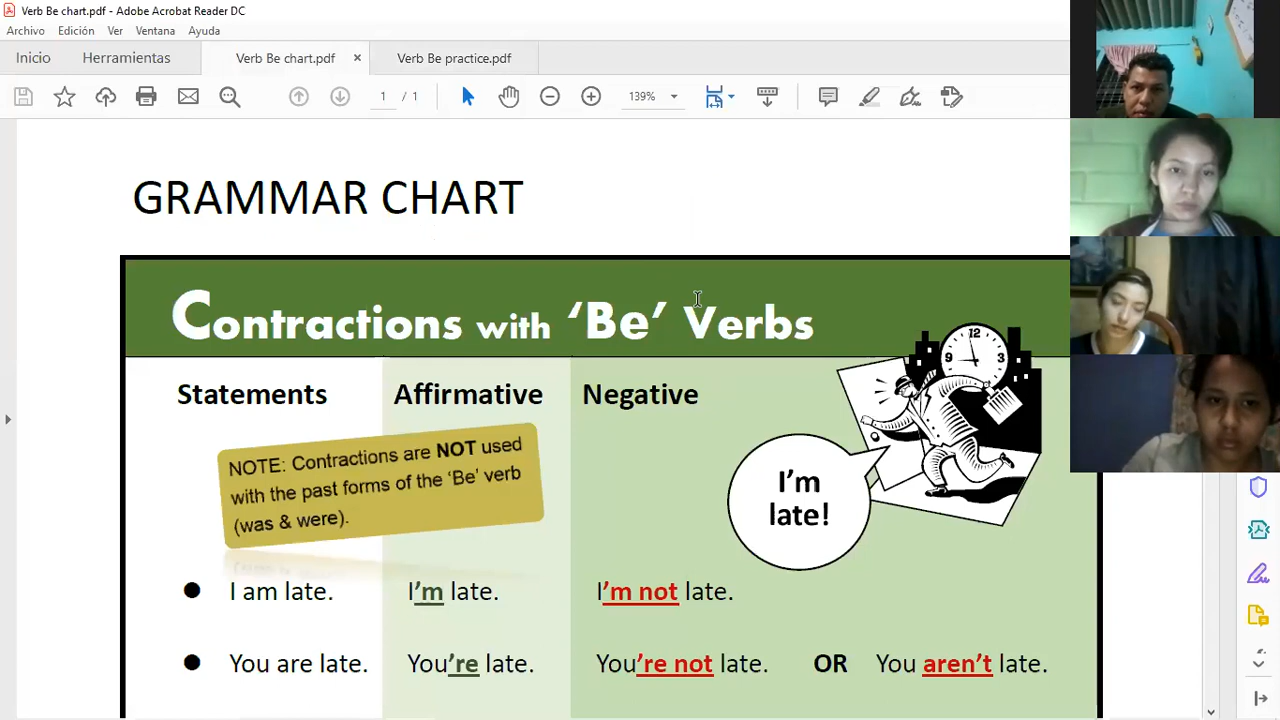 Verb Be chart.pdf - Adobe Acrobat Reader DC
Archivo Edición Ver Ventana Ayuda
Inicio Herramientas Verb Be chart.pdf × Verb Be practice.pdf
1 / 1 139%
GRAMMAR CHART
Contractions with ‘Be’ Verbs
Statements Affirmative Negative
NOTE: Contractions are NOT used
with the past forms of the ‘Be’ verb
(was & were).
12
9 3
I’m
late!
● I am late. I’m late. I’m not late.
● You are late. You’re late. You’re not late. OR You aren’t late.